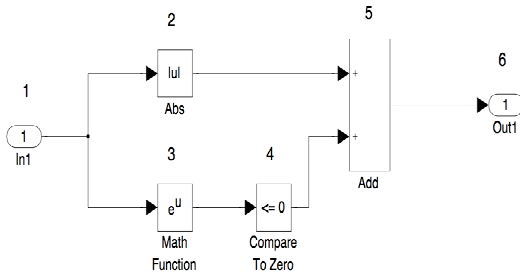 1
2
3
4
5
6
1
In1
|u|
Abs
e^u
Math
Function
<= 0
Compare
To Zero
+
+
Add
1
Out1